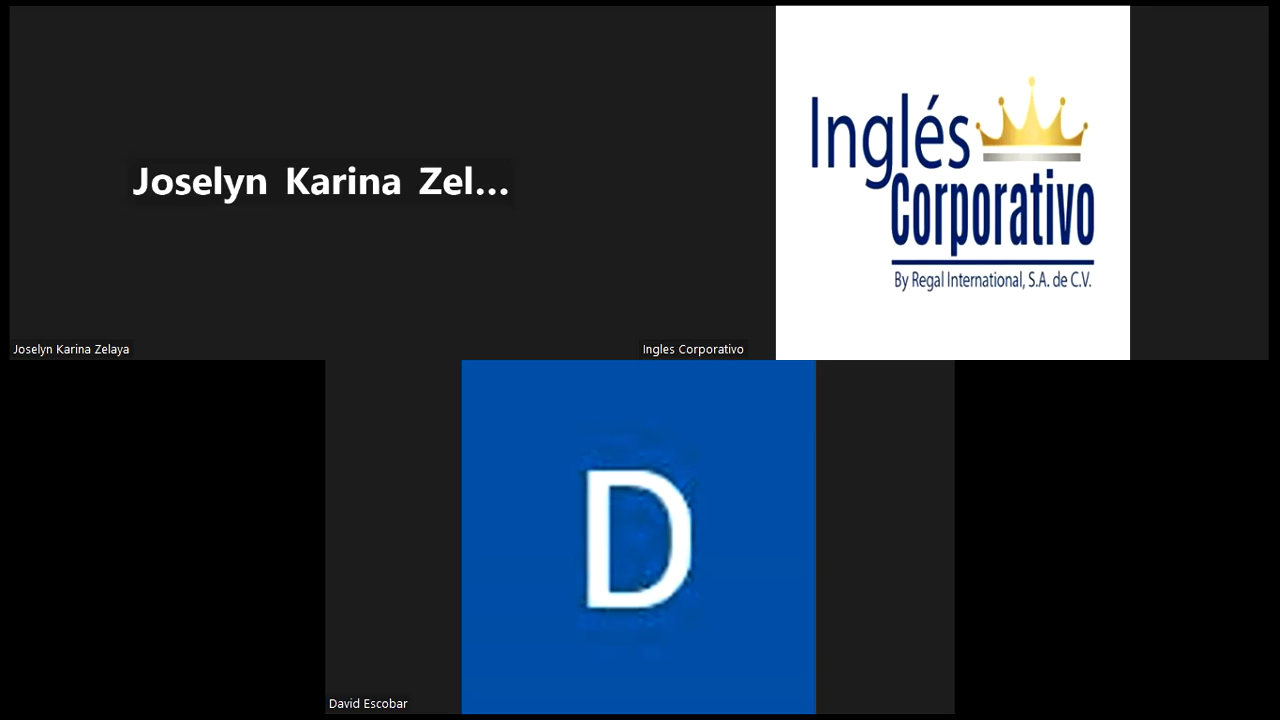 Joselyn Karina Zel...
Joselyn Karina Zelaya
Inglés
Corporativo
By Regal International, S.A. de C.V.
Ingles Corporativo
D
David Escobar